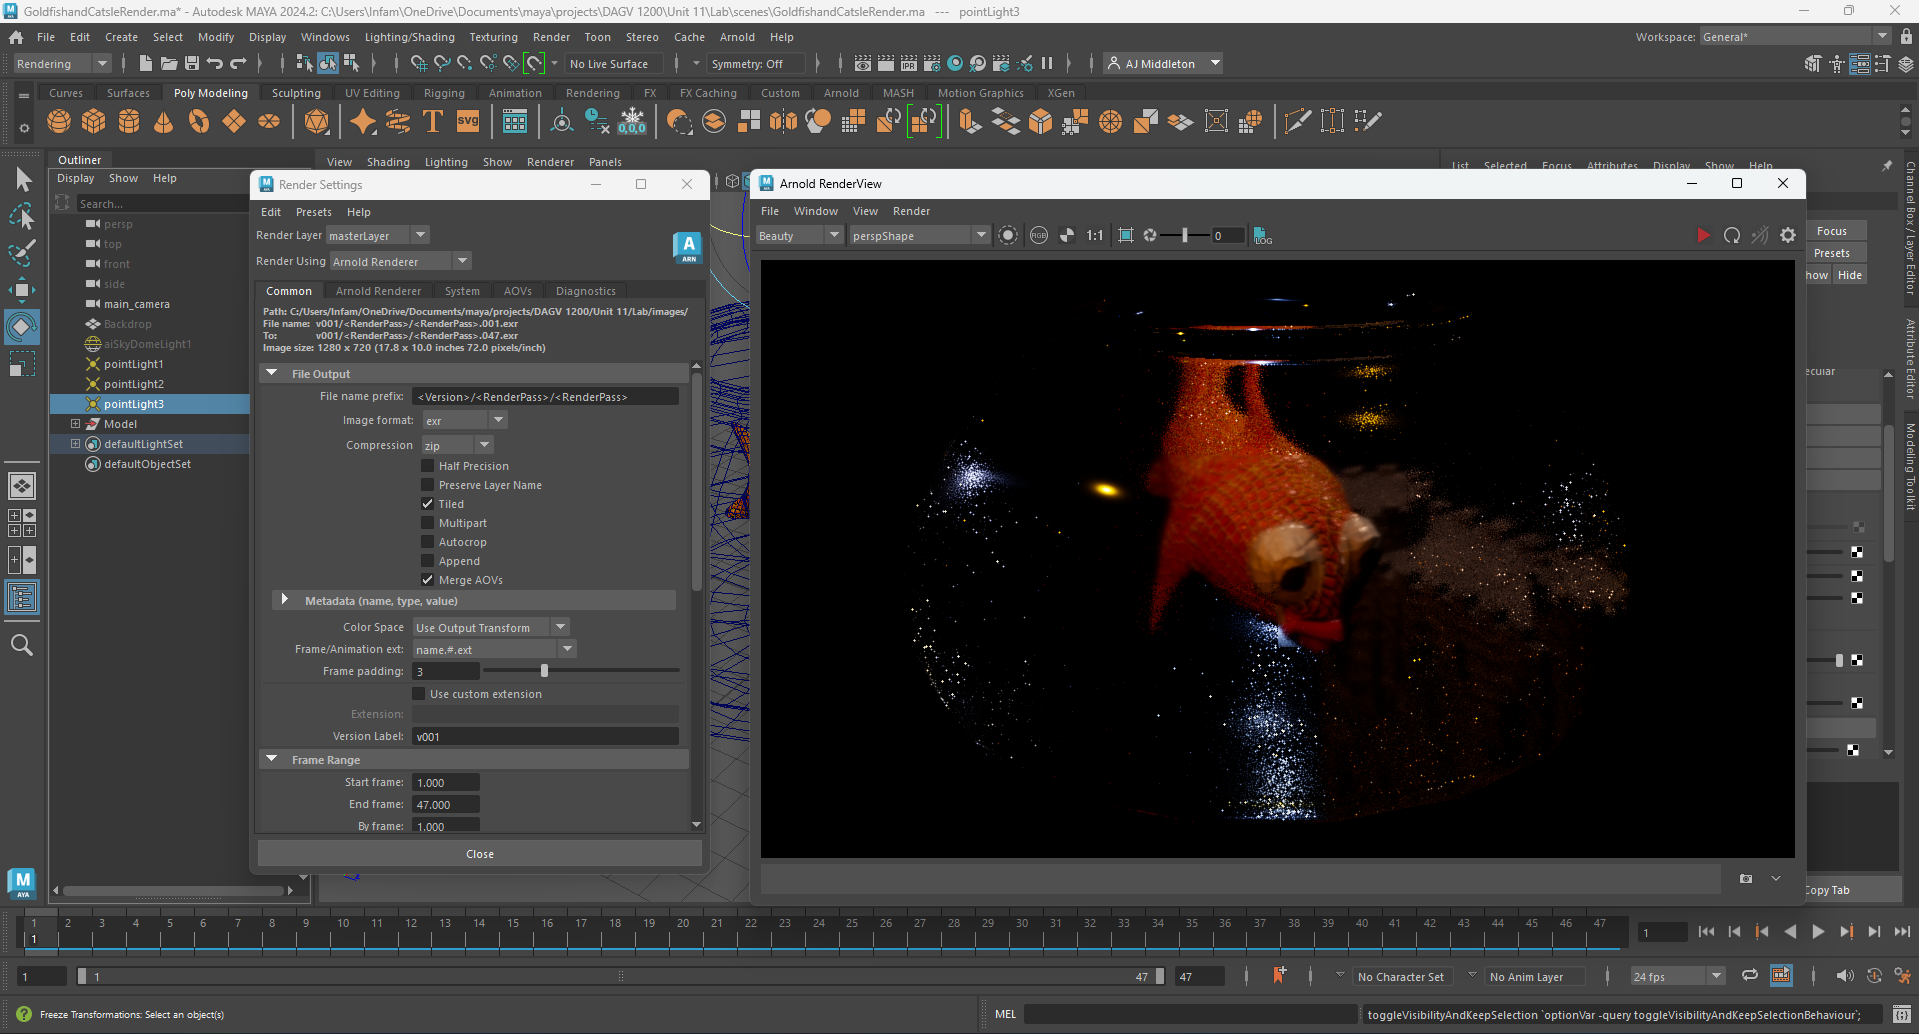 GoldfishandCatsleRender.ma* - Autodesk MAYA 2024.2: C:\Users\Infam\OneDrive\Documents\maya\projects\DAGV 1200\Unit 11\Lab\scenes\GoldfishandCatsleRender.ma --- pointLight3
File Edit Create Select Modify Display Windows Lighting/Shading Texturing Render Toon Stereo Cache Arnold Help
Workspace: General*
Rendering
No Live Surface
Symmetry: Off
IPR
AJ Middleton
Curves Surfaces Poly Modeling Sculpting UV Editing Rigging Animation Rendering FX FX Caching Custom Arnold MASH Motion Graphics XGen
T
SVG
0,0,0
Outliner
Display Show Help
Search...
persp
top
front
side
main_camera
Backdrop
aiSkyDomeLight1
pointLight1
pointLight2
pointLight3
Model
defaultLightSet
defaultObjectSet
View Shading Lighting Show Renderer Panels
Render Settings
Edit Presets Help
Render Layer masterLayer
Render Using Arnold Renderer
A
ARN
Common Arnold Renderer System AOVs Diagnostics
Path: C:/Users/Infam/OneDrive/Documents/maya/projects/DAGV 1200/Unit 11/Lab/images/
File name: v001/<RenderPass>/<RenderPass>.001.exr
To: v001/<RenderPass>/<RenderPass>.047.exr
Image size: 1280 x 720 (17.8 x 10.0 inches 72.0 pixels/inch)
File Output
File name prefix: <Version>/<RenderPass>/<RenderPass>
Image format: exr
Compression zip
Half Precision
Preserve Layer Name
Tiled
Multipart
Autocrop
Append
Merge AOVs
Metadata (name, type, value)
Color Space Use Output Transform
Frame/Animation ext: name.#.ext
Frame padding: 3
Use custom extension
Extension:
Version Label: v001
Frame Range
Start frame: 1.000
End frame: 47.000
By frame: 1.000
Close
Arnold RenderView
File Window View Render
Beauty
perspShape
RGB
1:1
0
LOG
List Selected Focus Attributes Display Show Help
Focus
Presets
how Hide
ecular
Copy Tab
Channel Box / Layer Editor
Attribute Editor
Modeling Toolkit
M
AYA
1 2 3 4 5 6 7 8 9 10 11 12 13 14 15 16 17 18 19 20 21 22 23 24 25 26 27 28 29 30 31 32 33 34 35 36 37 38 39 40 41 42 43 44 45 46 47
1
1
1
1
47
47
No Character Set
No Anim Layer
24 fps
Freeze Transformations: Select an object(s)
MEL
toggleVisibilityAndKeepSelection `optionVar -query toggleVisibilityAndKeepSelectionBehaviour`;